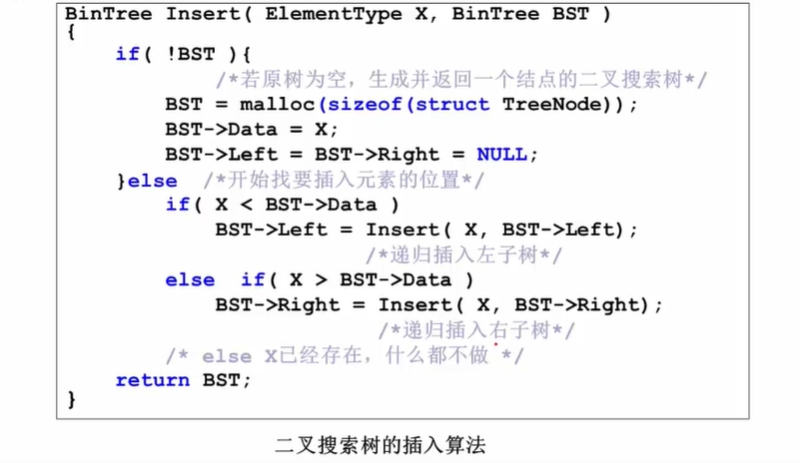 BinTree Insert( ElementType X, BinTree BST )
{
    if( !BST ){
            /*若原树为空，生成并返回一个结点的二叉搜索树*/
        BST = malloc(sizeof(struct TreeNode));
        BST->Data = X;
        BST->Left = BST->Right = NULL;
    }else  /*开始找要插入元素的位置*/
        if( X < BST->Data )
            BST->Left = Insert( X, BST->Left);
                        /*递归插入左子树*/
        else  if( X > BST->Data )
            BST->Right = Insert( X, BST->Right);
                        /*递归插入右子树*/
        /* else X已经存在，什么都不做 */
    return BST;
}
二叉搜索树的插入算法